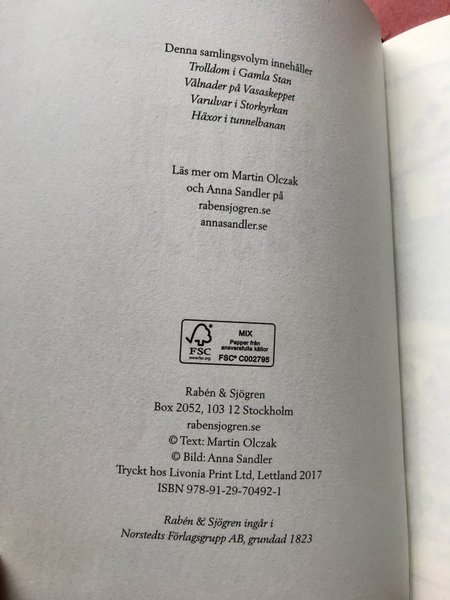 Denna samlingsvolym innehåller
Trolldom i Gamla Stan
Vålnader på Vasaskeppet
Varulvar i Storkyrkan
Häxor i tunnelbanan
Läs mer om Martin Olczak
och Anna Sandler på
rabensjogren.se
annasandler.se
FSC
www.fsc.org
MIX
Papper från
ansvarsfulla källor
FSC® C002795
Rabén & Sjögren
Box 2052, 103 12 Stockholm
rabensjogren.se
© Text: Martin Olczak
© Bild: Anna Sandler
Tryckt hos Livonia Print Ltd, Lettland 2017
ISBN 978-91-29-70492-1
Rabén & Sjögren ingår i
Norstedts Förlagsgrupp AB, grundad 1823